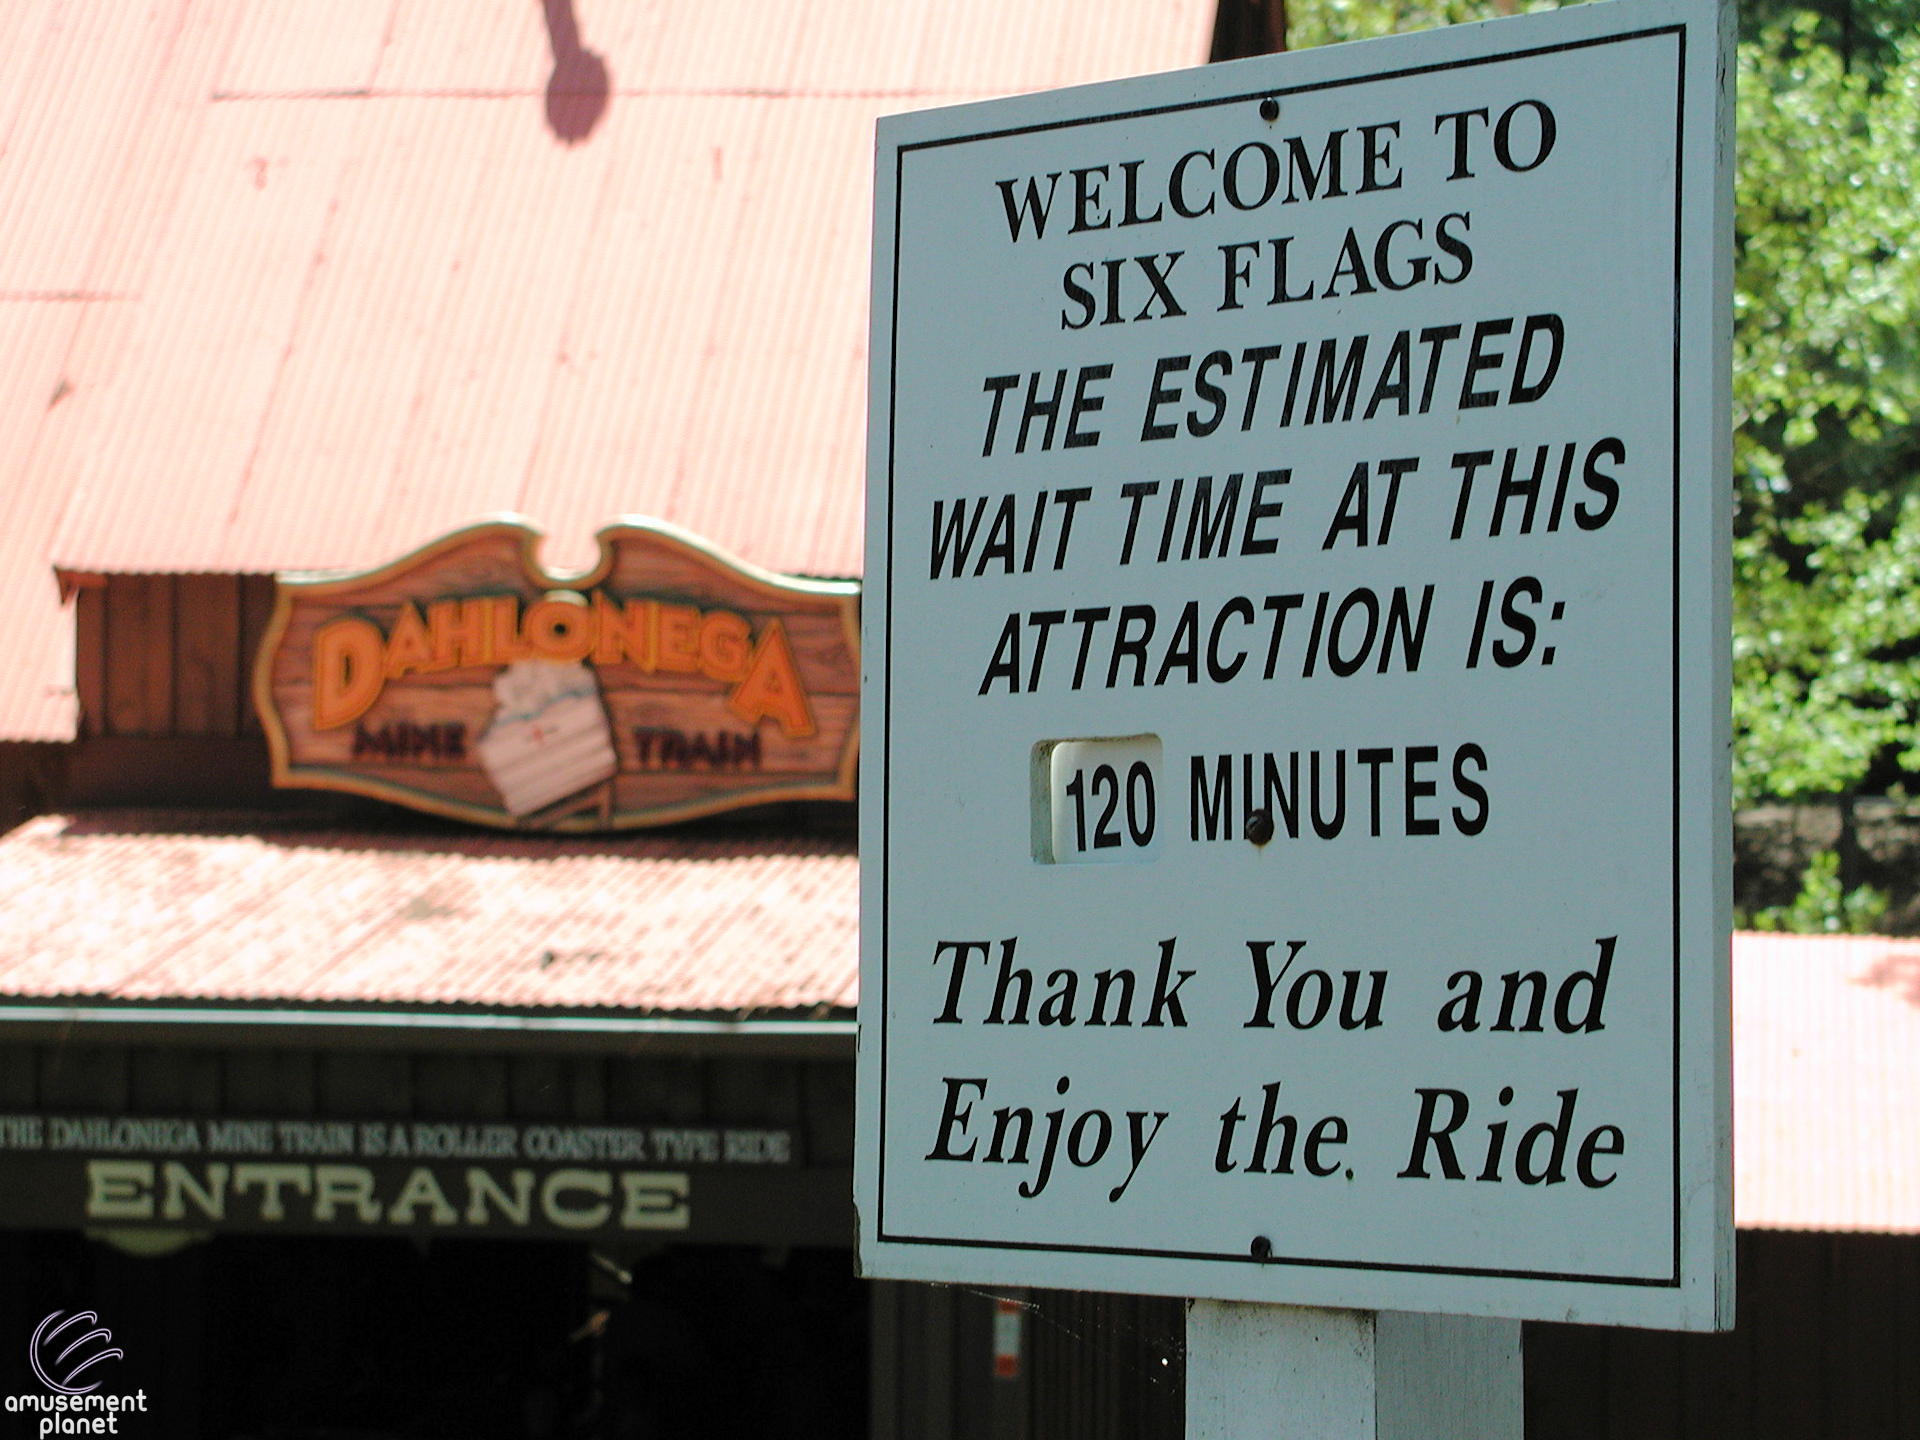 WELCOME TO
SIX FLAGS
THE ESTIMATED
WAIT TIME AT THIS
ATTRACTION IS:
120 MINUTES
Thank You and
Enjoy the. Ride
DAHLONEGA
MINE TRAIN
THE DAHLONEGA MINE TRAIN IS A ROLLER COASTER TYPE RIDE
ENTRANCE
amusement
planet